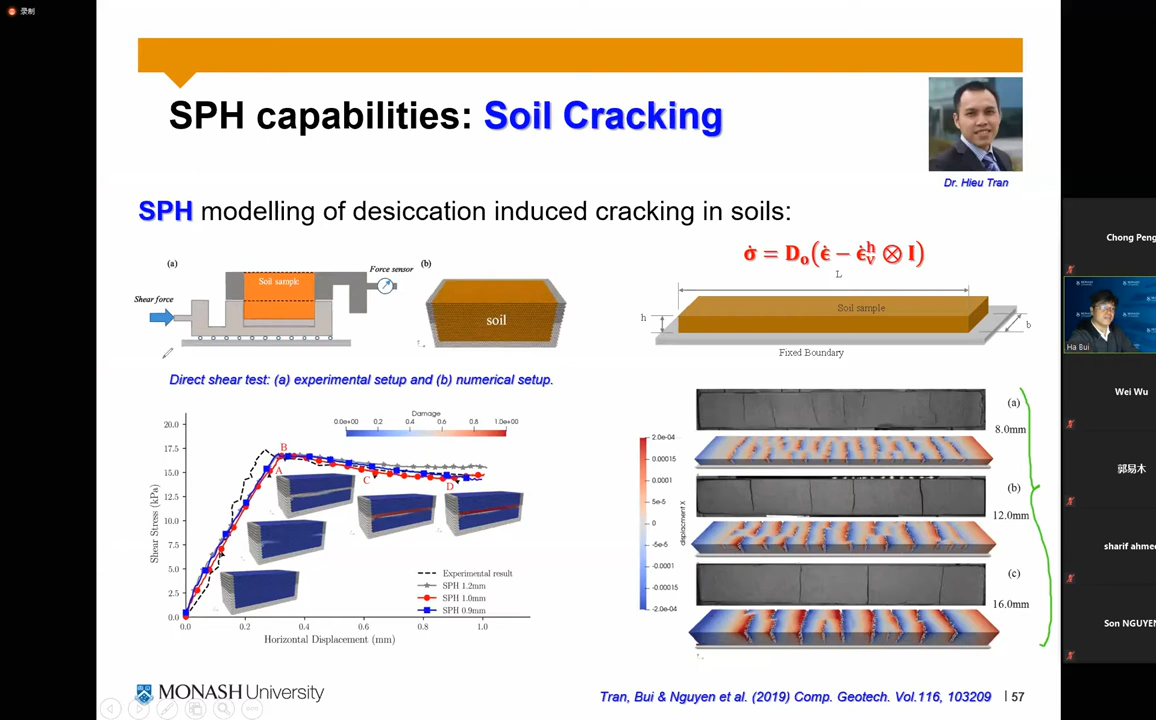 录制
SPH capabilities: Soil Cracking
Dr. Hieu Tran
SPH modelling of desiccation induced cracking in soils:
(a)
Soil sample
Force sensor
Shear force
(b)
soil
σ̇ = D₀(ε̇ − ε̇ᵥʰ ⊗ I)
L
Soil sample
h
b
Fixed Boundary
Direct shear test: (a) experimental setup and (b) numerical setup.
Damage
0.0e+00 0.2 0.4 0.6 0.8 1.0e+00
Shear Stress (kPa)
20.0
17.5
15.0
12.5
10.0
7.5
5.0
2.5
0.0
A
B
C
D
Experimental result
SPH 1.2mm
SPH 1.0mm
SPH 0.9mm
0.0 0.2 0.4 0.6 0.8 1.0
Horizontal Displacement (mm)
2.0e-04
0.00015
0.0001
5e-5
0
-5e-5
-0.0001
-0.00015
-2.0e-04
displacment X
(a)
8.0mm
(b)
12.0mm
(c)
16.0mm
MONASH University
Tran, Bui & Nguyen et al. (2019) Comp. Geotech. Vol.116, 103209 | 57
Chong Peng
Ha Bui
Wei Wu
郭易木
sharif ahmed
Son NGUYEN